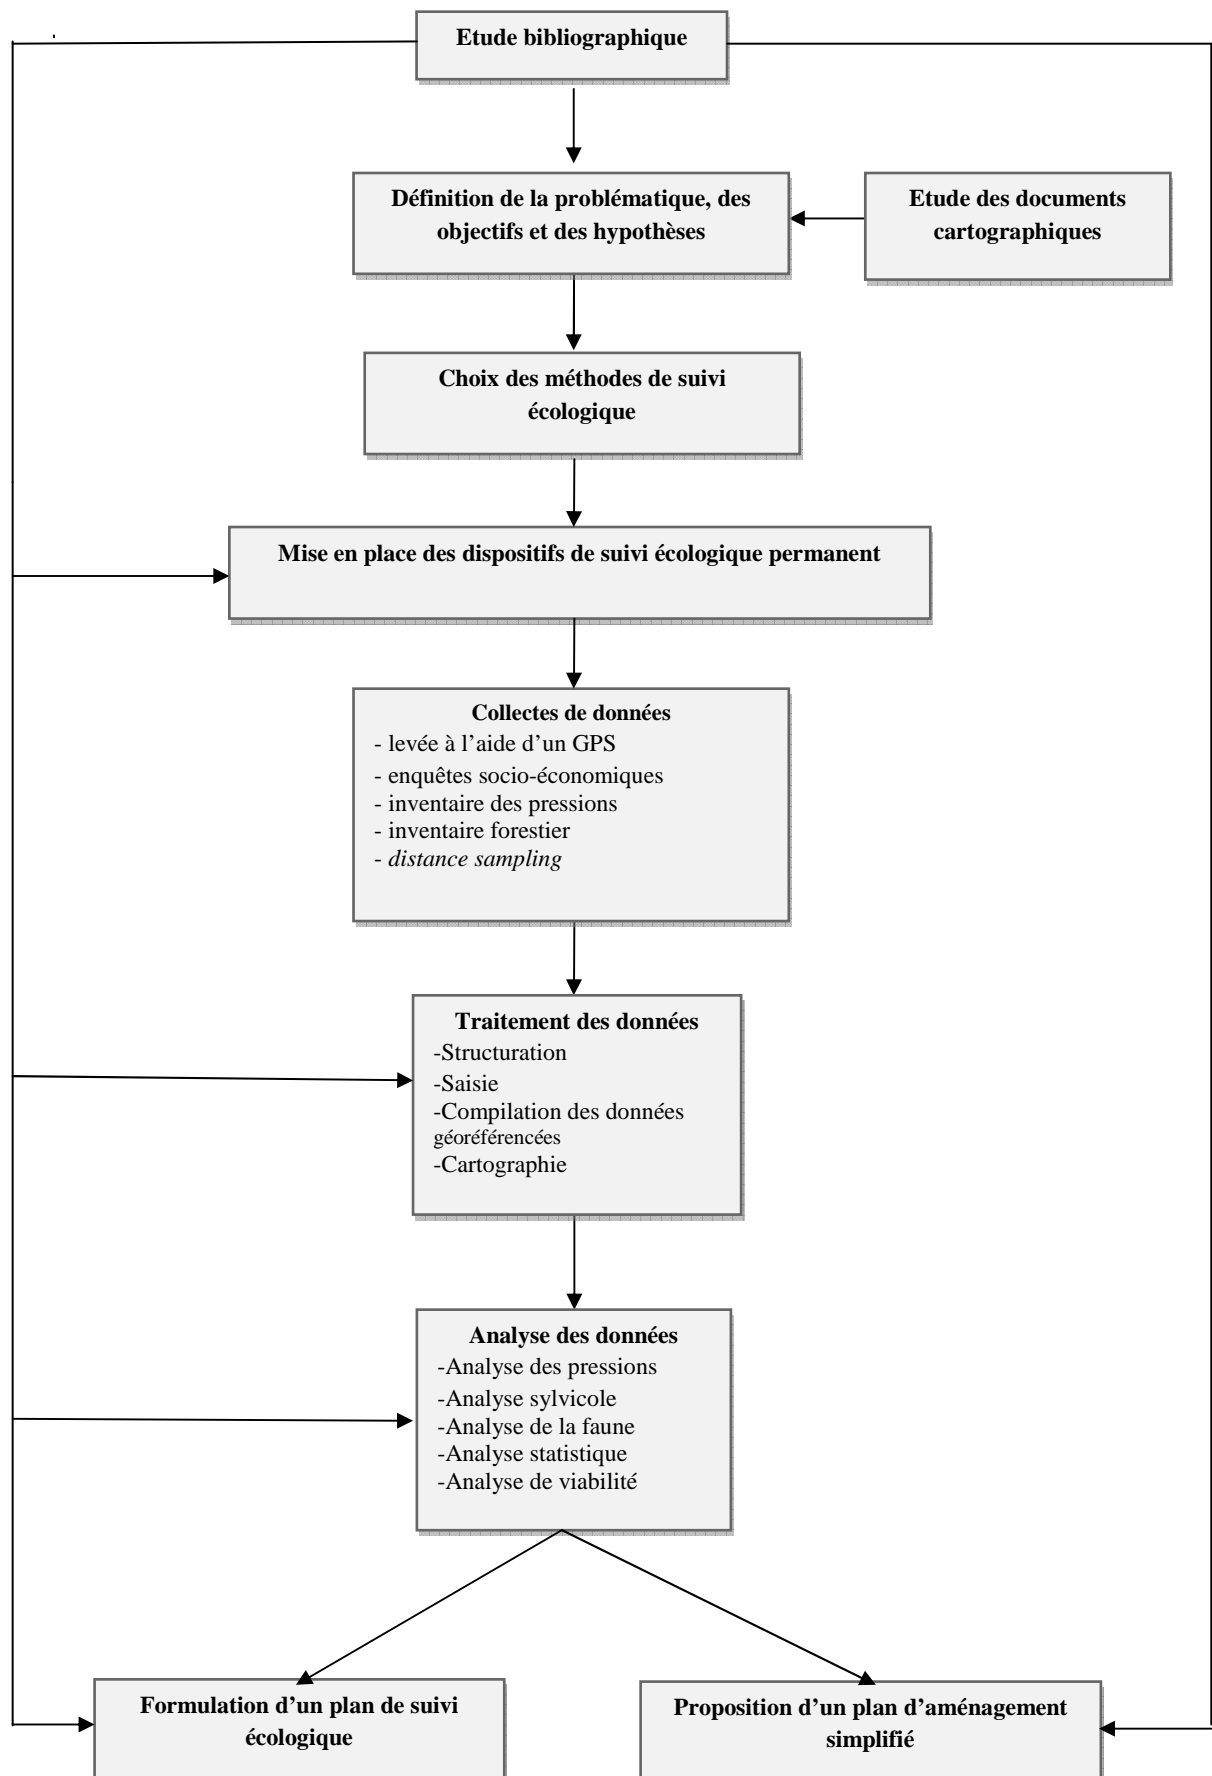 Etude bibliographique
Définition de la problématique, des
objectifs et des hypothèses
Etude des documents
cartographiques
Choix des méthodes de suivi
écologique
Mise en place des dispositifs de suivi écologique permanent
Collectes de données
- levée à l’aide d’un GPS
- enquêtes socio-économiques
- inventaire des pressions
- inventaire forestier
- distance sampling
Traitement des données
-Structuration
-Saisie
-Compilation des données
géoréférencées
-Cartographie
Analyse des données
-Analyse des pressions
-Analyse sylvicole
-Analyse de la faune
-Analyse statistique
-Analyse de viabilité
Formulation d’un plan de suivi
écologique
Proposition d’un plan d’aménagement
simplifié